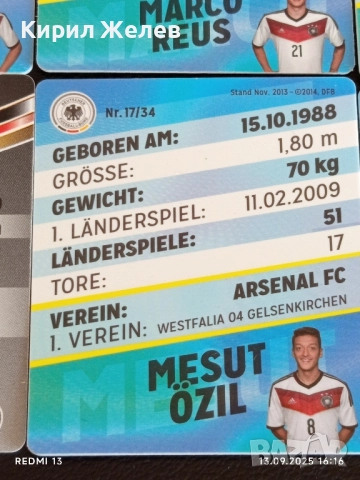 Кирил Желев
MARCO
REUS
21
Stand Nov. 2013 - ©2014, DFB
Nr. 17/34
GEBOREN AM: 15.10.1988
GRÖSSE: 1,80 m
GEWICHT: 70 kg
1. LÄNDERSPIEL: 11.02.2009
LÄNDERSPIELE: 51
TORE: 17
VEREIN: ARSENAL FC
1. VEREIN: WESTFALIA 04 GELSENKIRCHEN
MESUT
ÖZIL
8
REDMI 13
13.09.2025 16:16